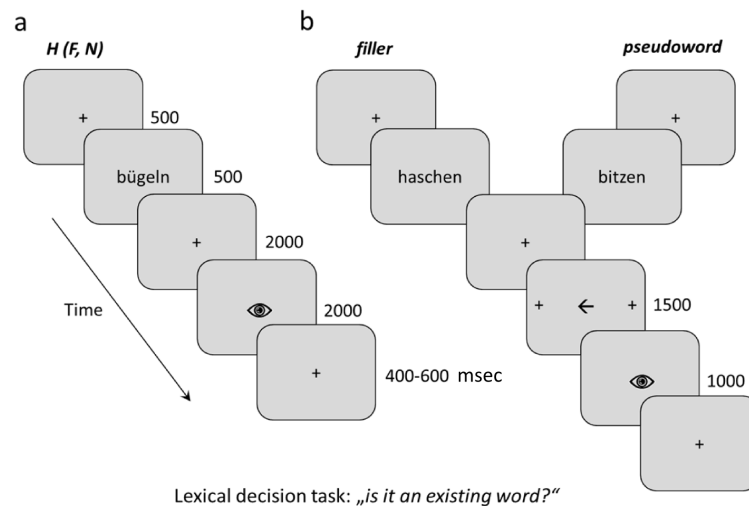 a
H (F, N)
+
500
bügeln
500
+
2000
2000
Time
+
400-600 msec
b
filler
pseudoword
+
+
haschen
bitzen
+
+ ← +
1500
1000
+
Lexical decision task: „is it an existing word?“